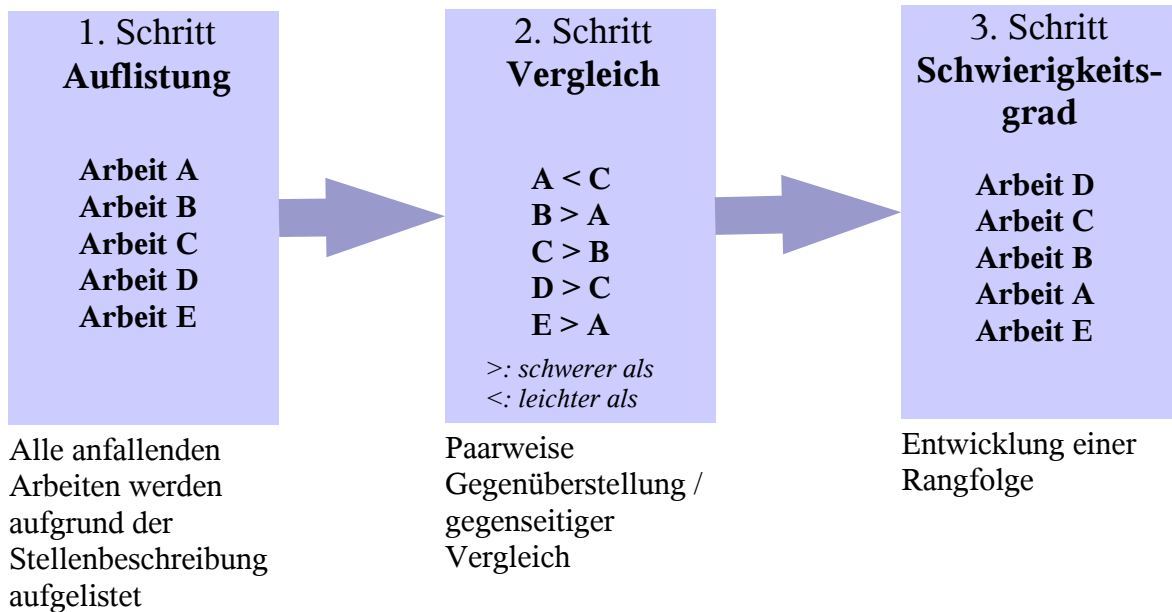 1. Schritt
Auflistung
Arbeit A
Arbeit B
Arbeit C
Arbeit D
Arbeit E
Alle anfallenden
Arbeiten werden
aufgrund der
Stellenbeschreibung
aufgelistet
2. Schritt
Vergleich
A < C
B > A
C > B
D > C
E > A
>: schwerer als
<: leichter als
Paarweise
Gegenüberstellung /
gegenseitiger
Vergleich
3. Schritt
Schwierigkeits-
grad
Arbeit D
Arbeit C
Arbeit B
Arbeit A
Arbeit E
Entwicklung einer
Rangfolge